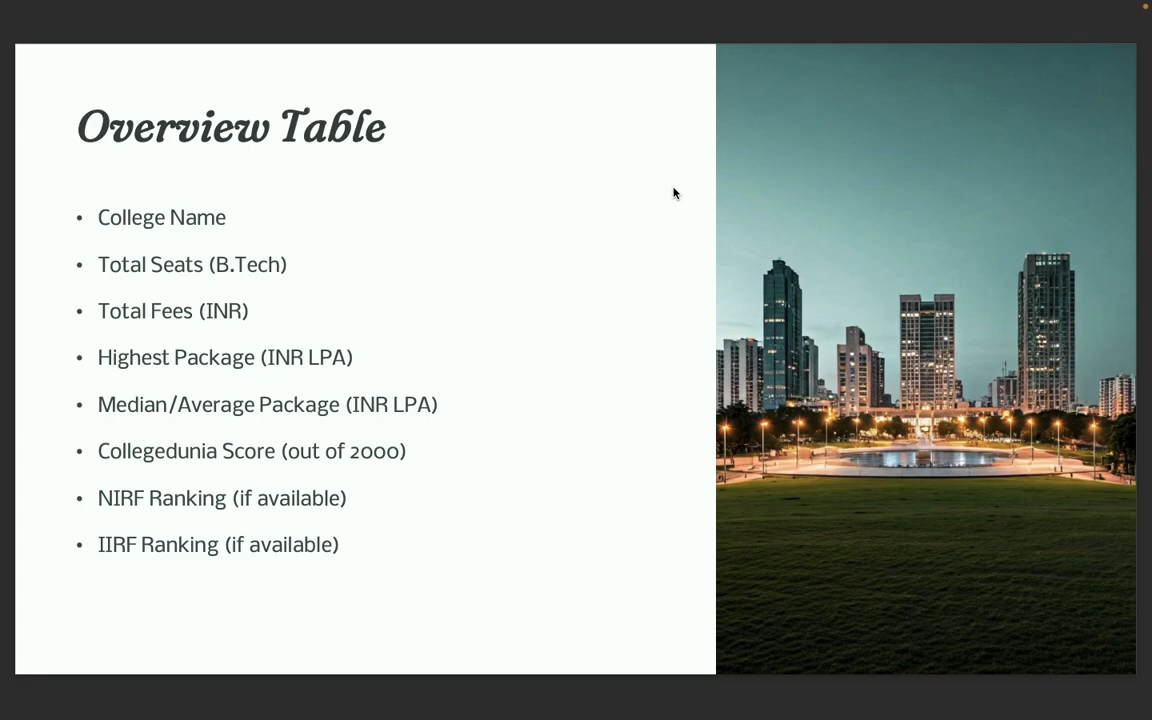 Overview Table
• College Name
• Total Seats (B.Tech)
• Total Fees (INR)
• Highest Package (INR LPA)
• Median/Average Package (INR LPA)
• Collegedunia Score (out of 2000)
• NIRF Ranking (if available)
• IIRF Ranking (if available)